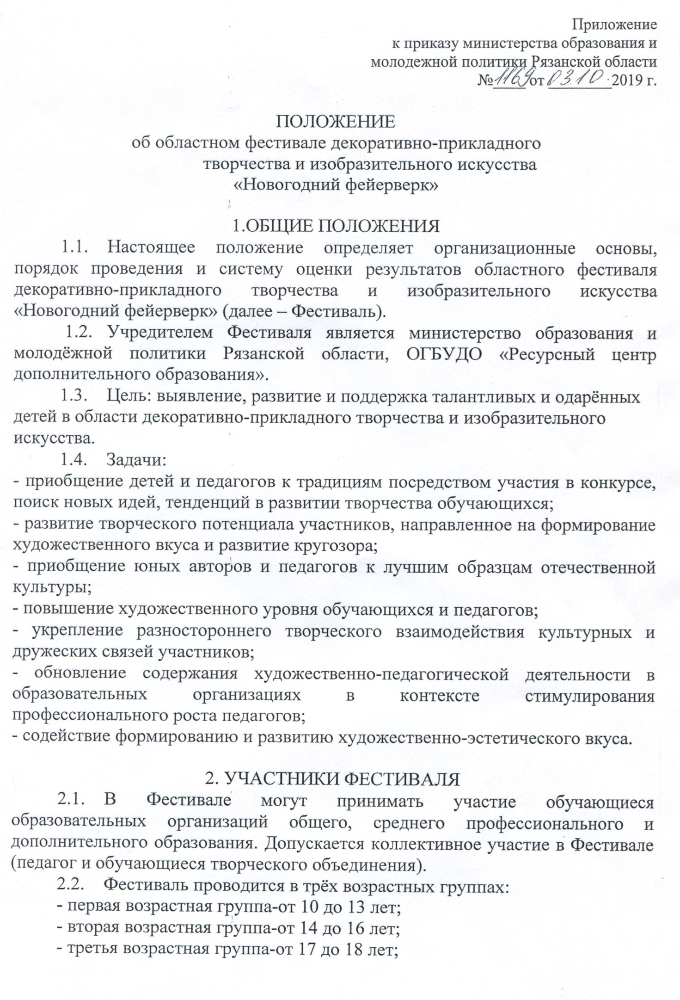 Приложение
к приказу министерства образования и
молодежной политики Рязанской области
№1169от 03.10.2019 г.
ПОЛОЖЕНИЕ
об областном фестивале декоративно-прикладного
творчества и изобразительного искусства
«Новогодний фейерверк»
1.ОБЩИЕ ПОЛОЖЕНИЯ
1.1. Настоящее положение определяет организационные основы,
порядок проведения и систему оценки результатов областного фестиваля
декоративно-прикладного творчества и изобразительного искусства
«Новогодний фейерверк» (далее – Фестиваль).
1.2. Учредителем Фестиваля является министерство образования и
молодёжной политики Рязанской области, ОГБУДО «Ресурсный центр
дополнительного образования».
1.3. Цель: выявление, развитие и поддержка талантливых и одарённых
детей в области декоративно-прикладного творчества и изобразительного
искусства.
1.4. Задачи:
- приобщение детей и педагогов к традициям посредством участия в конкурсе,
поиск новых идей, тенденций в развитии творчества обучающихся;
- развитие творческого потенциала участников, направленное на формирование
художественного вкуса и развитие кругозора;
- приобщение юных авторов и педагогов к лучшим образцам отечественной
культуры;
- повышение художественного уровня обучающихся и педагогов;
- укрепление разностороннего творческого взаимодействия культурных и
дружеских связей участников;
- обновление содержания художественно-педагогической деятельности в
образовательных организациях в контексте стимулирования
профессионального роста педагогов;
- содействие формированию и развитию художественно-эстетического вкуса.
2. УЧАСТНИКИ ФЕСТИВАЛЯ
2.1. В Фестивале могут принимать участие обучающиеся
образовательных организаций общего, среднего профессионального и
дополнительного образования. Допускается коллективное участие в Фестивале
(педагог и обучающиеся творческого объединения).
2.2. Фестиваль проводится в трёх возрастных группах:
- первая возрастная группа-от 10 до 13 лет;
- вторая возрастная группа-от 14 до 16 лет;
- третья возрастная группа-от 17 до 18 лет;